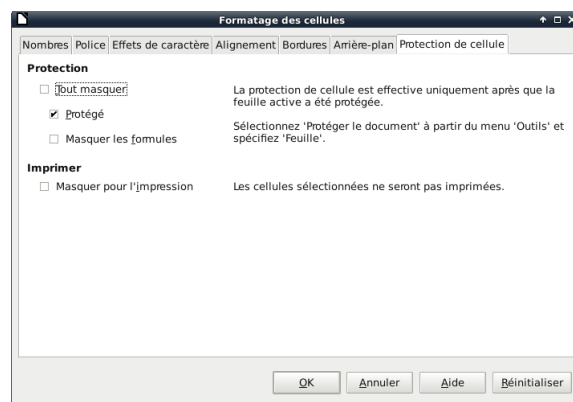 Formatage des cellules
Nombres Police Effets de caractère Alignement Bordures Arrière-plan Protection de cellule
Protection
Tout masquer
La protection de cellule est effective uniquement après que la
feuille active a été protégée.
Protégé
Sélectionnez 'Protéger le document' à partir du menu 'Outils' et
spécifiez 'Feuille'.
Masquer les formules
Imprimer
Masquer pour l'impression Les cellules sélectionnées ne seront pas imprimées.
OK Annuler Aide Réinitialiser